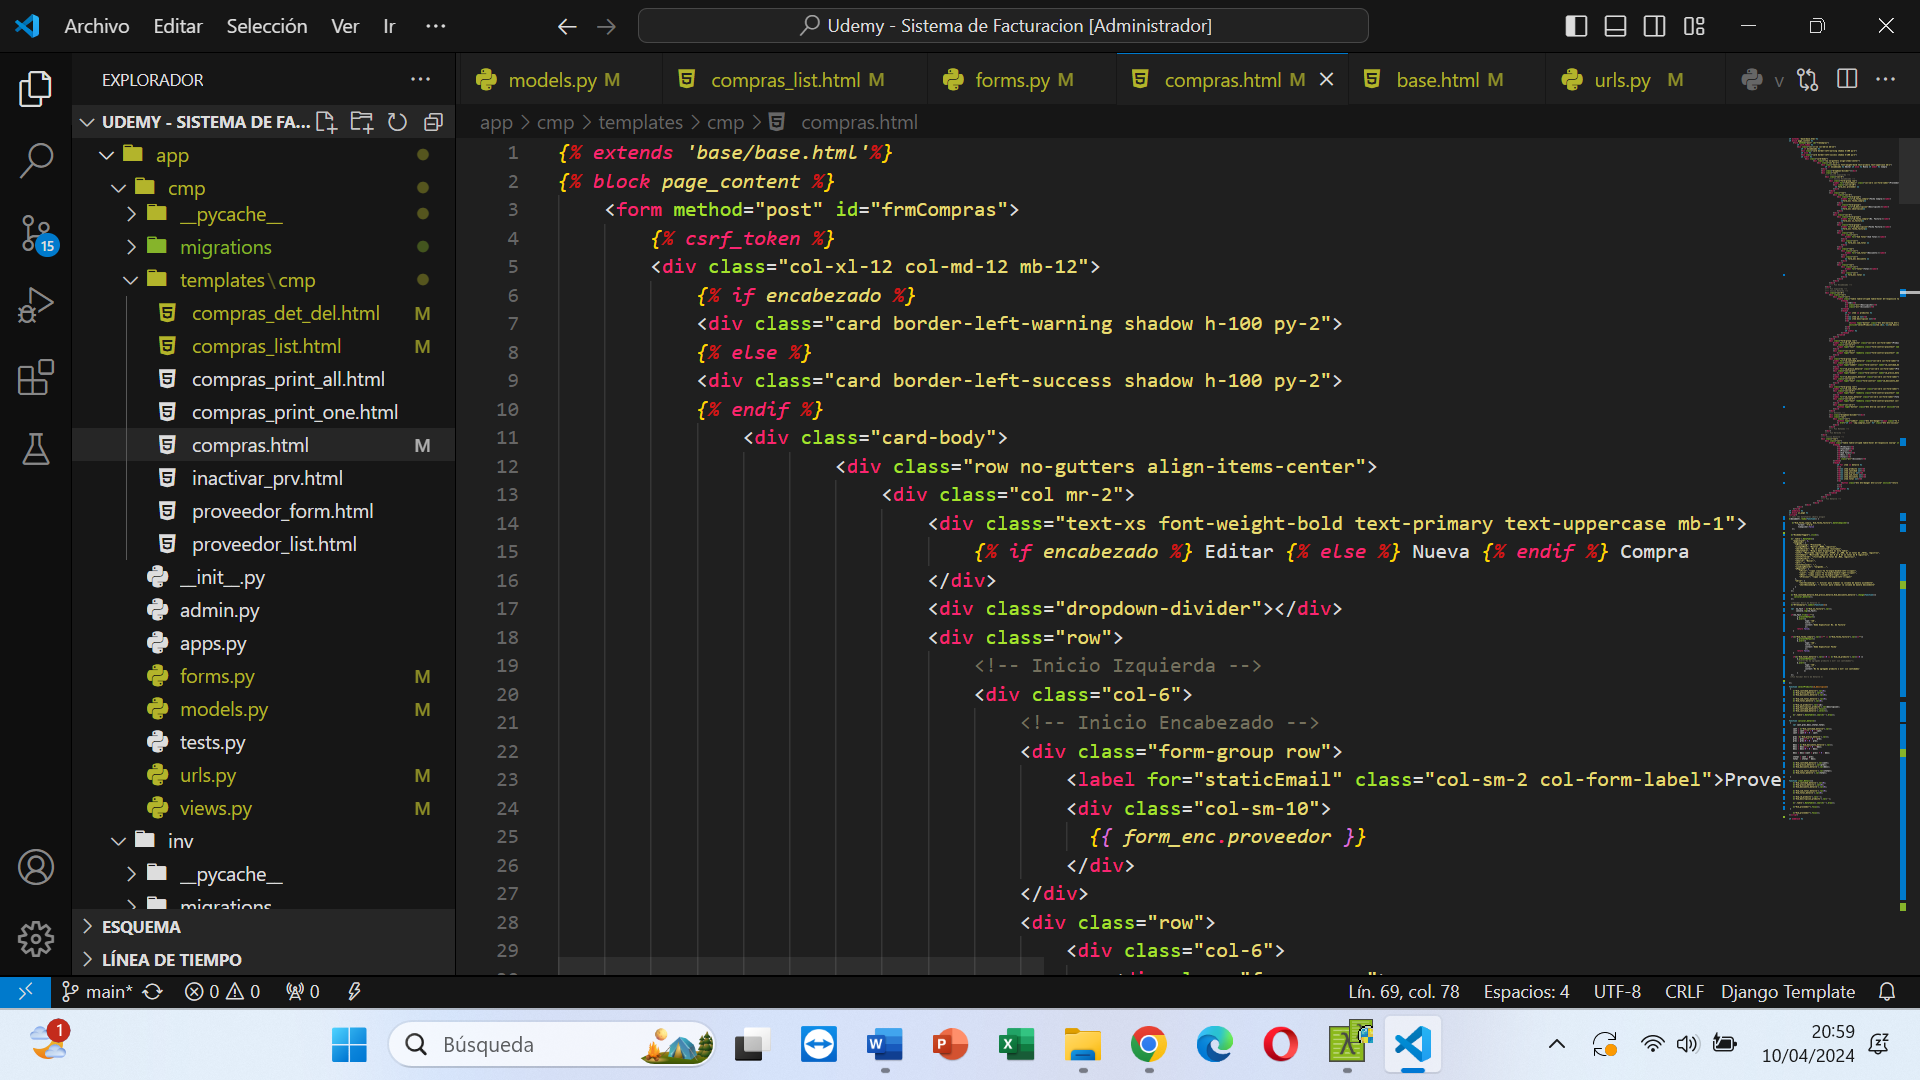 Archivo Editar Selección Ver Ir ··· Udemy - Sistema de Facturacion [Administrador]
EXPLORADOR ···
models.py M compras_list.html M forms.py M compras.html M base.html M urls.py M v ···
UDEMY - SISTEMA DE FA...
app > cmp > templates > cmp > compras.html
app
cmp
__pycache__
migrations
templates\cmp
compras_det_del.html M
compras_list.html M
compras_print_all.html
compras_print_one.html
compras.html M
inactivar_prv.html
proveedor_form.html
proveedor_list.html
__init__.py
admin.py
apps.py
forms.py M
models.py M
tests.py
urls.py M
views.py M
inv
__pycache__
migrations
ESQUEMA
LÍNEA DE TIEMPO
15
1 {% extends 'base/base.html'%}
2 {% block page_content %}
3 <form method="post" id="frmCompras">
4 {% csrf_token %}
5 <div class="col-xl-12 col-md-12 mb-12">
6 {% if encabezado %}
7 <div class="card border-left-warning shadow h-100 py-2">
8 {% else %}
9 <div class="card border-left-success shadow h-100 py-2">
10 {% endif %}
11 <div class="card-body">
12 <div class="row no-gutters align-items-center">
13 <div class="col mr-2">
14 <div class="text-xs font-weight-bold text-primary text-uppercase mb-1">
15 {% if encabezado %} Editar {% else %} Nueva {% endif %} Compra
16 </div>
17 <div class="dropdown-divider"></div>
18 <div class="row">
19 <!-- Inicio Izquierda -->
20 <div class="col-6">
21 <!-- Inicio Encabezado -->
22 <div class="form-group row">
23 <label for="staticEmail" class="col-sm-2 col-form-label">Prove
24 <div class="col-sm-10">
25 {{ form_enc.proveedor }}
26 </div>
27 </div>
28 <div class="row">
29 <div class="col-6">
main* 0 0 0 Lín. 69, col. 78 Espacios: 4 UTF-8 CRLF Django Template
1 Búsqueda 20:59
10/04/2024